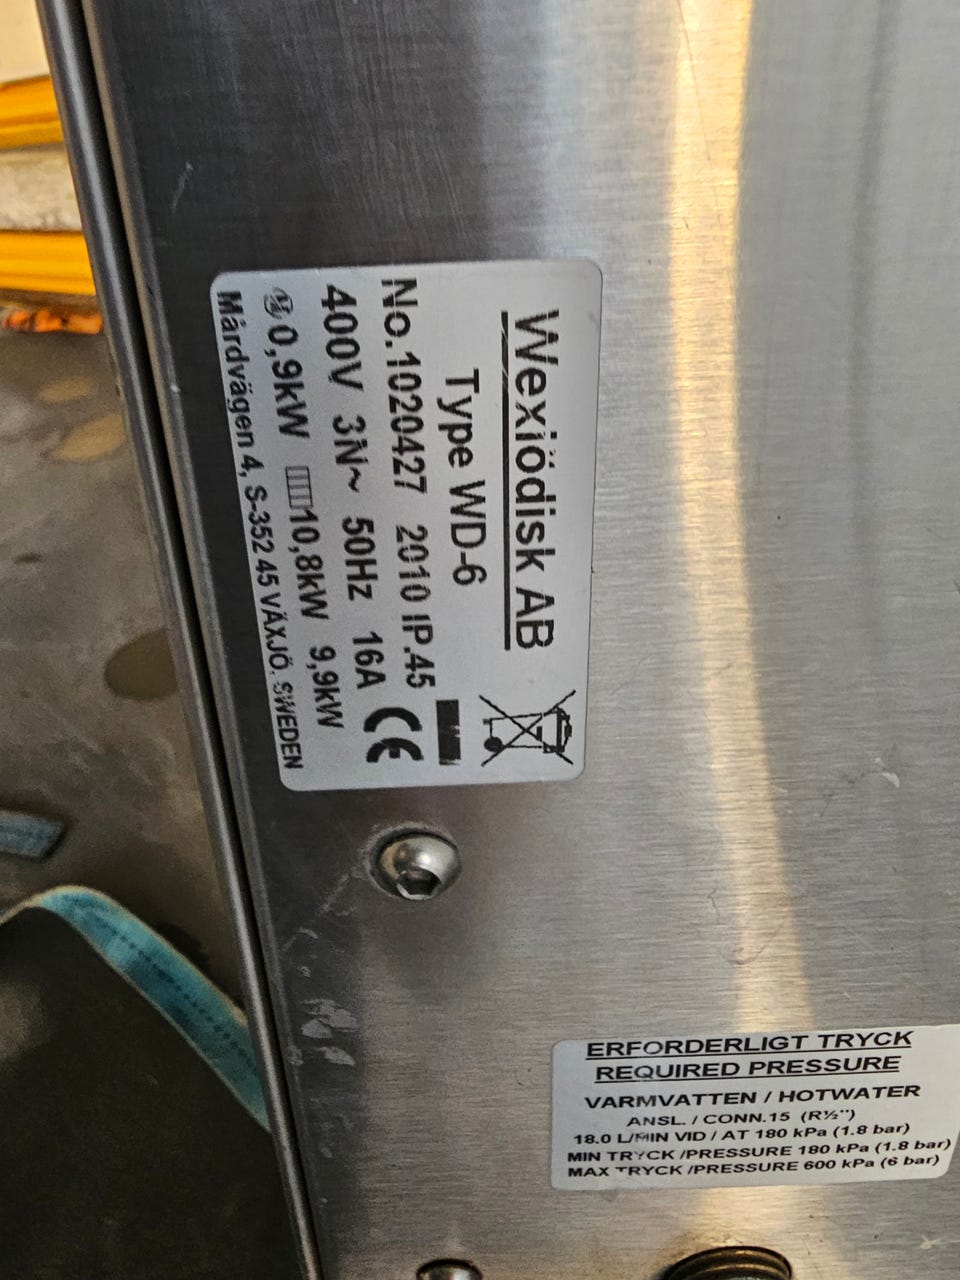 Wexiödisk AB
Type WD-6
No.1020427 2010 IP.45
400V 3N~ 50Hz 16A CE
M 0,9kW 10,8kW 9,9kW
Mårdvägen 4, S-352 45 VÄXJÖ. SWEDEN
ERFORDERLIGT TRYCK
REQUIRED PRESSURE
VARMVATTEN / HOTWATER
ANSL. / CONN.15 (R½")
18.0 L/MIN VID / AT 180 kPa (1.8 bar)
MIN TRYCK /PRESSURE 180 kPa (1.8 bar)
MAX TRYCK /PRESSURE 600 kPa (6 bar)